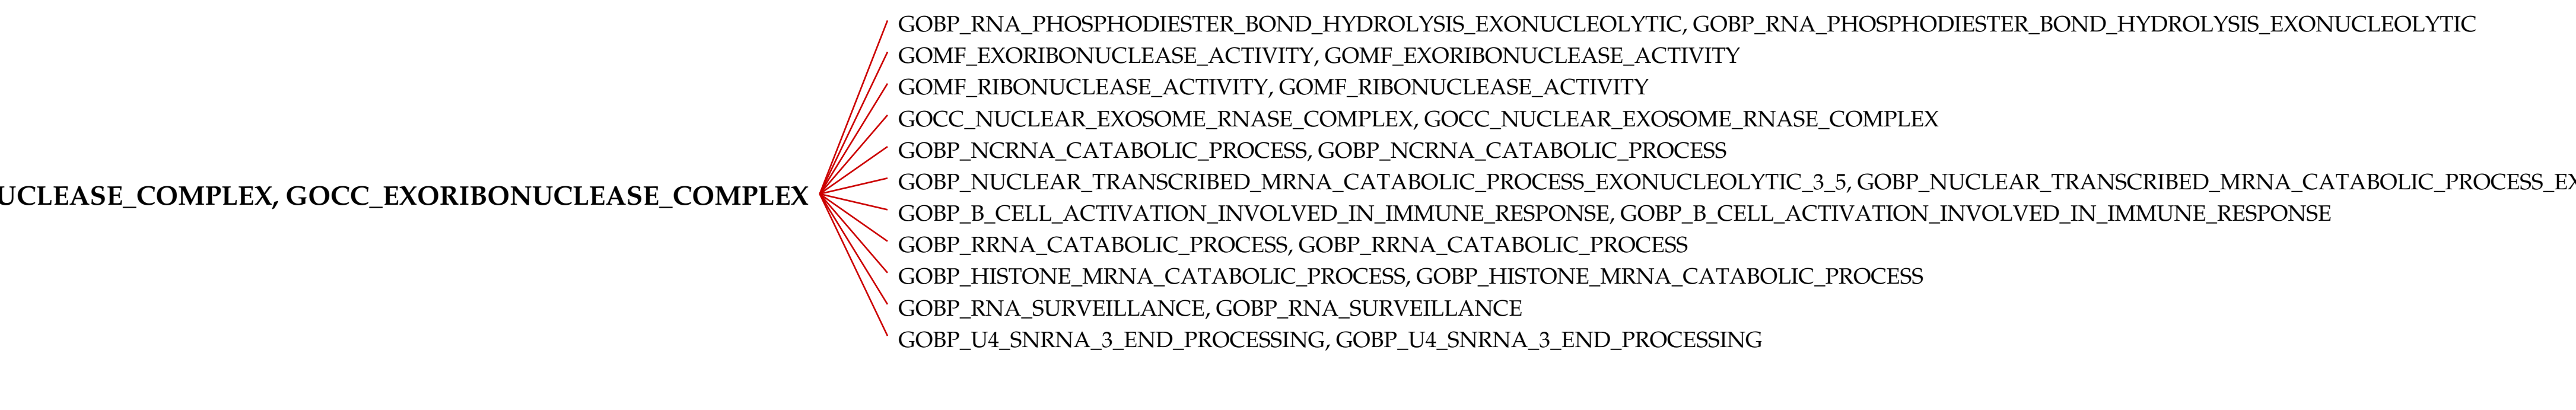 GOBP_RNA_PHOSPHODIESTER_BOND_HYDROLYSIS_EXONUCLEOLYTIC, GOBP_RNA_PHOSPHODIESTER_BOND_HYDROLYSIS_EXONUCLEOLYTIC
GOMF_EXORIBONUCLEASE_ACTIVITY, GOMF_EXORIBONUCLEASE_ACTIVITY
GOMF_RIBONUCLEASE_ACTIVITY, GOMF_RIBONUCLEASE_ACTIVITY
GOCC_NUCLEAR_EXOSOME_RNASE_COMPLEX, GOCC_NUCLEAR_EXOSOME_RNASE_COMPLEX
GOBP_NCRNA_CATABOLIC_PROCESS, GOBP_NCRNA_CATABOLIC_PROCESS
GOBP_NUCLEAR_TRANSCRIBED_MRNA_CATABOLIC_PROCESS_EXONUCLEOLYTIC_3_5, GOBP_NUCLEAR_TRANSCRIBED_MRNA_CATABOLIC_PROCESS_EX
UCLEASE_COMPLEX, GOCC_EXORIBONUCLEASE_COMPLEX
GOBP_B_CELL_ACTIVATION_INVOLVED_IN_IMMUNE_RESPONSE, GOBP_B_CELL_ACTIVATION_INVOLVED_IN_IMMUNE_RESPONSE
GOBP_RRNA_CATABOLIC_PROCESS, GOBP_RRNA_CATABOLIC_PROCESS
GOBP_HISTONE_MRNA_CATABOLIC_PROCESS, GOBP_HISTONE_MRNA_CATABOLIC_PROCESS
GOBP_RNA_SURVEILLANCE, GOBP_RNA_SURVEILLANCE
GOBP_U4_SNRNA_3_END_PROCESSING, GOBP_U4_SNRNA_3_END_PROCESSING